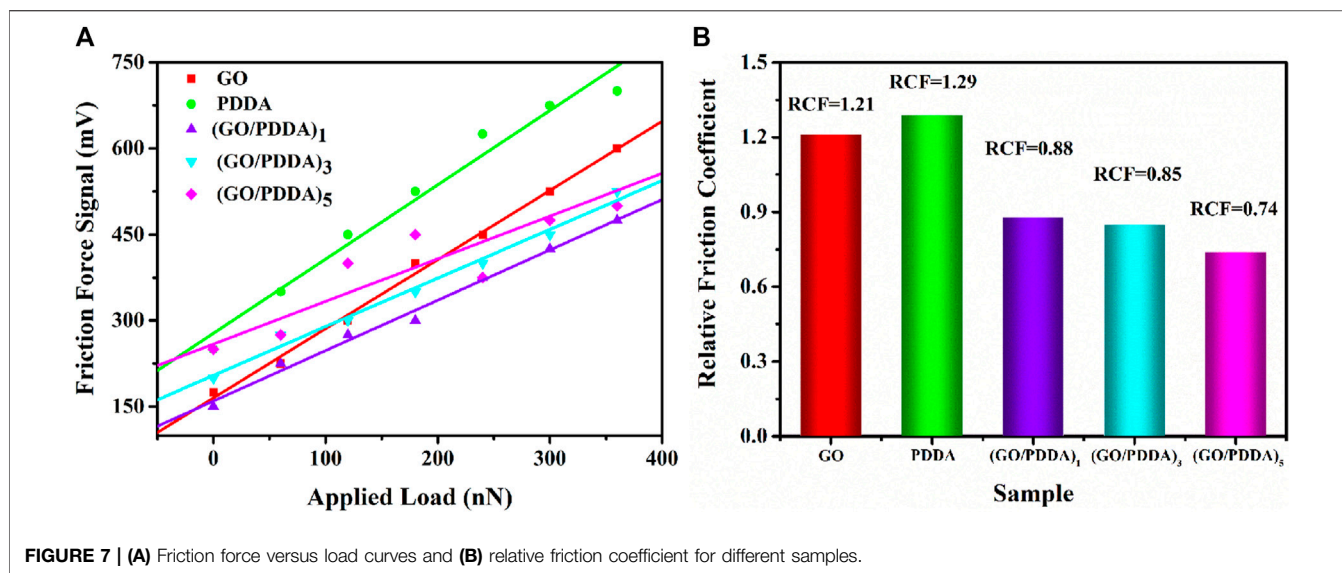 A
750
600
450
300
150
Friction Force Signal (mV)
GO
PDDA
(GO/PDDA)1
(GO/PDDA)3
(GO/PDDA)5
0
100
200
300
400
Applied Load (nN)
B
1.5
1.2
0.9
0.6
0.3
0.0
Relative Friction Coefficient
RCF=1.21
RCF=1.29
RCF=0.88
RCF=0.85
RCF=0.74
GO
PDDA
(GO/PDDA)1
(GO/PDDA)3
(GO/PDDA)5
Sample
FIGURE 7 | (A) Friction force versus load curves and (B) relative friction coefficient for different samples.